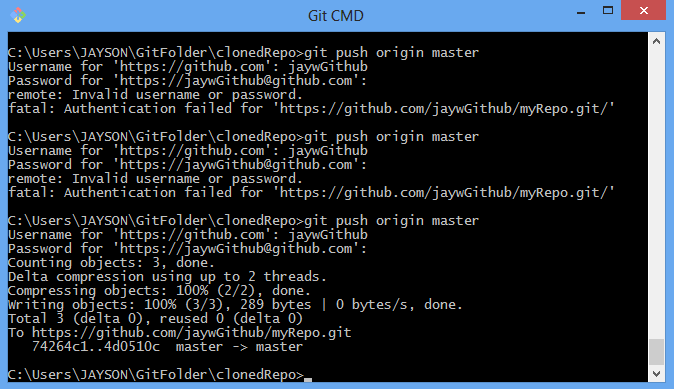 Git CMD
C:\Users\JAYSON\GitFolder\clonedRepo>git push origin master
Username for 'https://github.com': jaywGithub
Password for 'https://jaywGithub@github.com':
remote: Invalid username or password.
fatal: Authentication failed for 'https://github.com/jaywGithub/myRepo.git/'
C:\Users\JAYSON\GitFolder\clonedRepo>git push origin master
Username for 'https://github.com': jaywGithub
Password for 'https://jaywGithub@github.com':
remote: Invalid username or password.
fatal: Authentication failed for 'https://github.com/jaywGithub/myRepo.git/'
C:\Users\JAYSON\GitFolder\clonedRepo>git push origin master
Username for 'https://github.com': jaywGithub
Password for 'https://jaywGithub@github.com':
Counting objects: 3, done.
Delta compression using up to 2 threads.
Compressing objects: 100% (2/2), done.
Writing objects: 100% (3/3), 289 bytes | 0 bytes/s, done.
Total 3 (delta 0), reused 0 (delta 0)
To https://github.com/jaywGithub/myRepo.git
   74264c1..4d0510c  master -> master
C:\Users\JAYSON\GitFolder\clonedRepo>